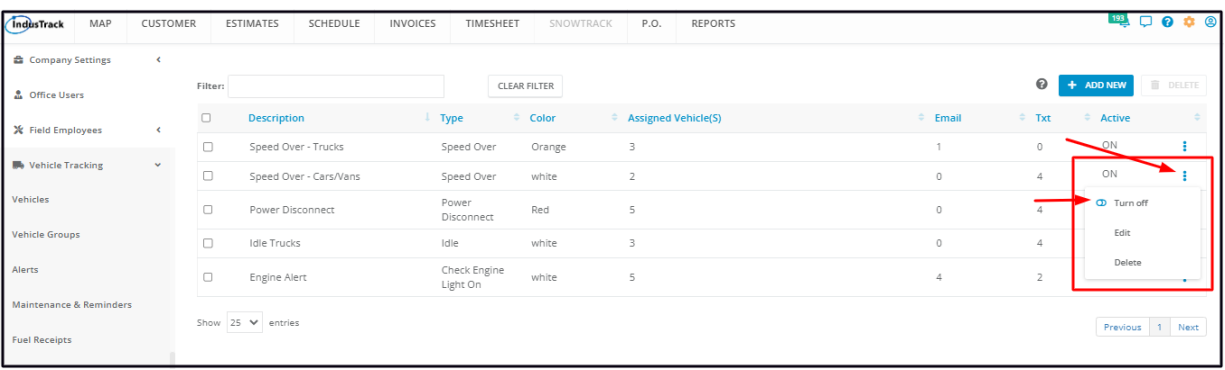 IndusTrack MAP CUSTOMER ESTIMATES SCHEDULE INVOICES TIMESHEET SNOWTRACK P.O. REPORTS 193
Company Settings
Office Users
Field Employees
Vehicle Tracking
Vehicles
Vehicle Groups
Alerts
Maintenance & Reminders
Fuel Receipts
Filter: CLEAR FILTER ? + ADD NEW DELETE
Description Type Color Assigned Vehicle(S) Email Txt Active
Speed Over - Trucks Speed Over Orange 3 1 0 ON
Speed Over - Cars/Vans Speed Over white 2 0 4 ON
Power Disconnect Power Disconnect Red 5 0 4
Idle Trucks Idle white 3 0 4
Engine Alert Check Engine Light On white 5 4 2
Turn off
Edit
Delete
Show 25 entries
Previous 1 Next